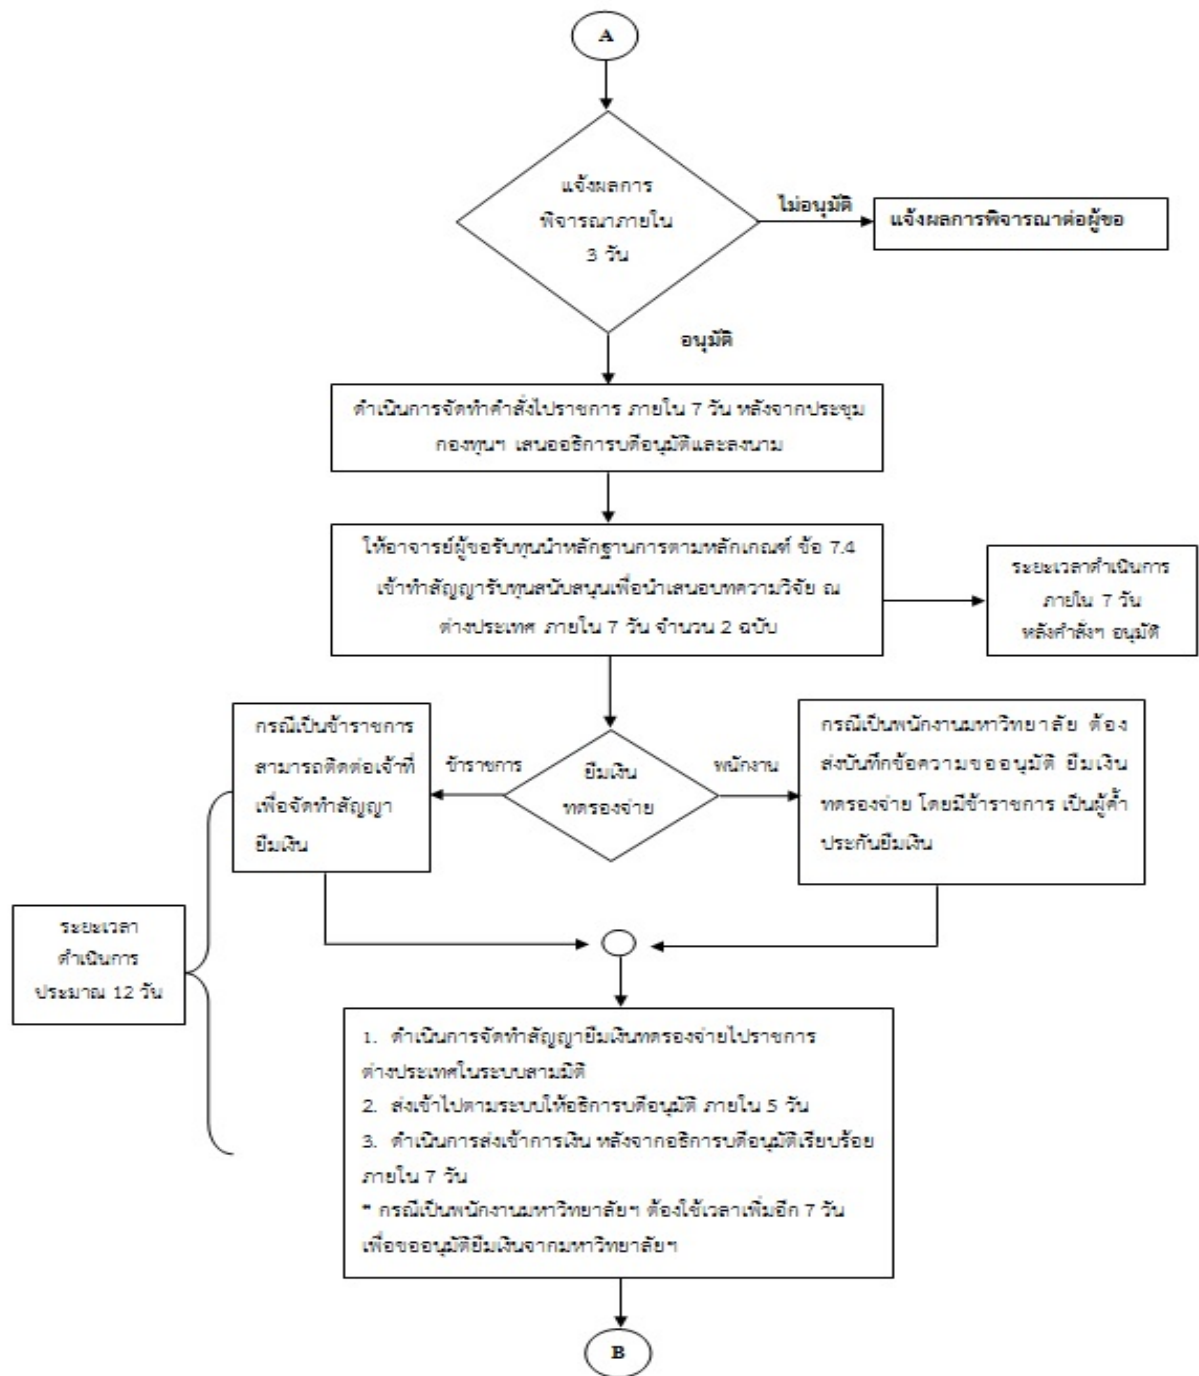 A
แจ้งผลการ
พิจารณาภายใน
3 วัน
ไม่อนุมัติ
แจ้งผลการพิจารณาต่อผู้ขอ
อนุมัติ
ดำเนินการจัดทำคำสั่งไปราชการ ภายใน 7 วัน หลังจากประชุม
กองทุนฯ เสนออธิการบดีอนุมัติและลงนาม
ให้อาจารย์ผู้ขอรับทุนนำหลักฐานการตามหลักเกณฑ์ ข้อ 7.4
เข้าทำสัญญารับทุนสนับสนุนเพื่อนำเสนอบทความวิจัย ณ
ต่างประเทศ ภายใน 7 วัน จำนวน 2 ฉบับ
ระยะเวลาดำเนินการ
ภายใน 7 วัน
หลังคำสั่งฯ อนุมัติ
กรณีเป็นข้าราชการ
สามารถติดต่อเจ้าที่
เพื่อจัดทำสัญญา
ยืมเงิน
ข้าราชการ
ยืมเงิน
ทดรองจ่าย
พนักงาน
กรณีเป็นพนักงานมหาวิทยาลัย ต้อง
ส่งบันทึกข้อความขออนุมัติ ยืมเงิน
ทดรองจ่าย โดยมีข้าราชการ เป็นผู้ค้ำ
ประกันยืมเงิน
ระยะเวลา
ดำเนินการ
ประมาณ 12 วัน
1. ดำเนินการจัดทำสัญญายืมเงินทดรองจ่ายไปราชการ
ต่างประเทศในระบบสามมิติ
2. ส่งเข้าไปตามระบบให้อธิการบดีอนุมัติ ภายใน 5 วัน
3. ดำเนินการส่งเข้าการเงิน หลังจากอธิการบดีอนุมัติเรียบร้อย
ภายใน 7 วัน
* กรณีเป็นพนักงานมหาวิทยาลัยฯ ต้องใช้เวลาเพิ่มอีก 7 วัน
เพื่อขออนุมัติยืมเงินจากมหาวิทยาลัยฯ
B